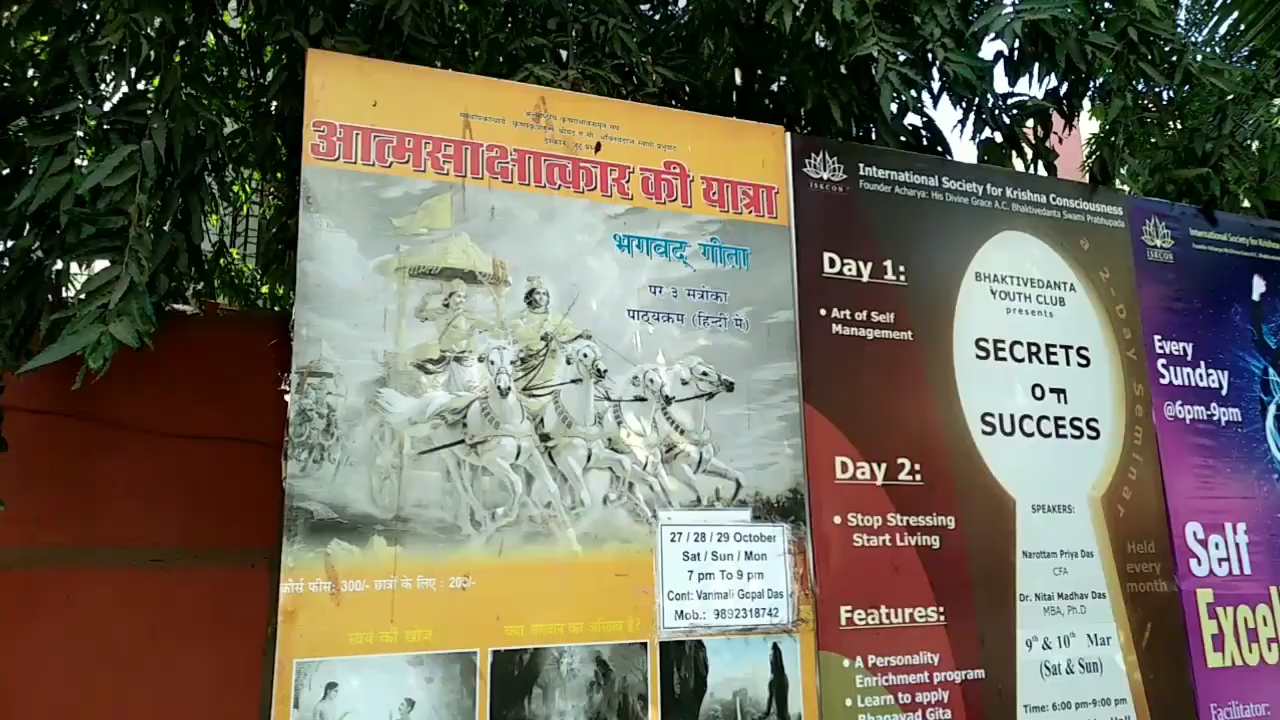 आत्मसाक्षात्कार की यात्रा
भगवद् गीता
पर ३ सत्रोंका
पाठ्यक्रम (हिन्दी में)
27 / 28 / 29 October
Sat / Sun / Mon
7 pm To 9 pm
Cont: Vanmali Gopal Das
Mob.: 9892318742
कोर्स फीस: 300/- छात्रों के लिए : 200/-
स्वयं की खोज
क्या भगवान का अस्तित्व है?
ISKCON
International Society for Krishna Consciousness
Founder Acharya: His Divine Grace A.C. Bhaktivedanta Swami Prabhupada
Day 1:
• Art of Self
Management
Day 2:
• Stop Stressing
Start Living
Features:
• A Personality
Enrichment program
• Learn to apply
Bhagavad Gita
BHAKTIVEDANTA
YOUTH CLUB
presents
SECRETS
OF
SUCCESS
2-Day Seminar
SPEAKERS:
Narottam Priya Das
CFA
Dr. Nitai Madhav Das
MBA, Ph.D
9th & 10th Mar
(Sat & Sun)
Time: 6:00 pm-9:00 pm
Held
every
month
ISKCON
International Society for Krishn
Every
Sunday
@6pm-9pm
Self
Excel
Facilitator: